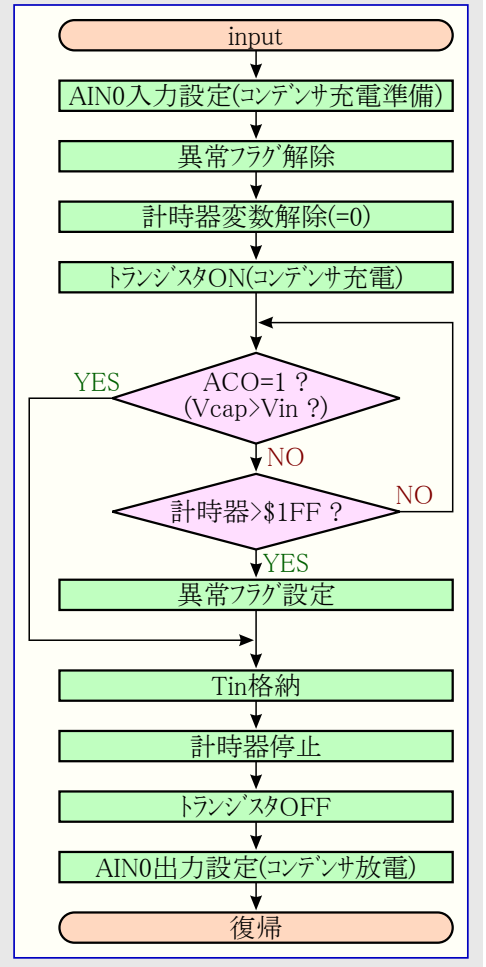 input
AIN0入力設定(ｺﾝﾃﾞﾝｻ充電準備)
異常ﾌﾗｸﾞ解除
計時器変数解除(=0)
ﾄﾗﾝｼﾞｽﾀON(ｺﾝﾃﾞﾝｻ充電)
YES
ACO=1 ?
(Vcap>Vin ?)
NO
計時器>$1FF ?
NO
YES
異常ﾌﾗｸﾞ設定
Tin格納
計時器停止
ﾄﾗﾝｼﾞｽﾀOFF
AIN0出力設定(ｺﾝﾃﾞﾝｻ放電)
復帰